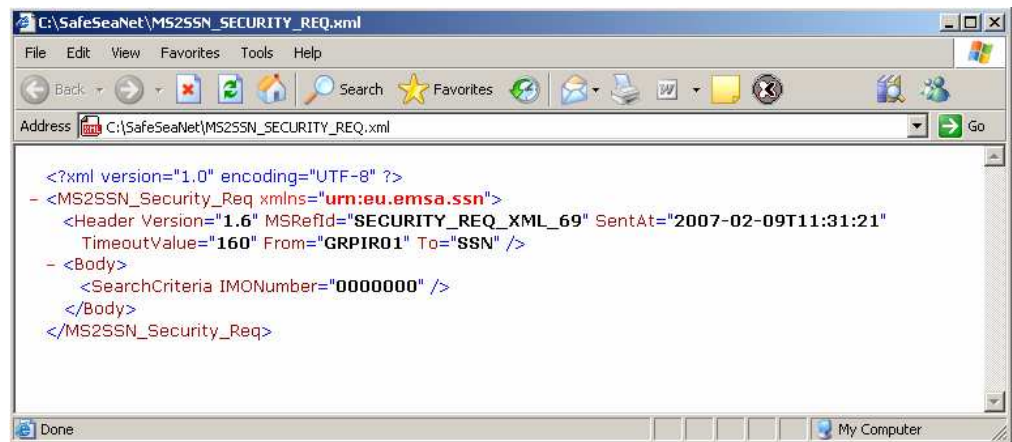 C:\SafeSeaNet\MS2SSN_SECURITY_REQ.xml
File Edit View Favorites Tools Help
Back Search Favorites
Address C:\SafeSeaNet\MS2SSN_SECURITY_REQ.xml Go
<?xml version="1.0" encoding="UTF-8" ?>
- <MS2SSN_Security_Req xmlns="urn:eu.emsa.ssn">
<Header Version="1.6" MSRefId="SECURITY_REQ_XML_69" SentAt="2007-02-09T11:31:21"
TimeoutValue="160" From="GRPIR01" To="SSN" />
- <Body>
<SearchCriteria IMONumber="0000000" />
</Body>
</MS2SSN_Security_Req>
Done My Computer